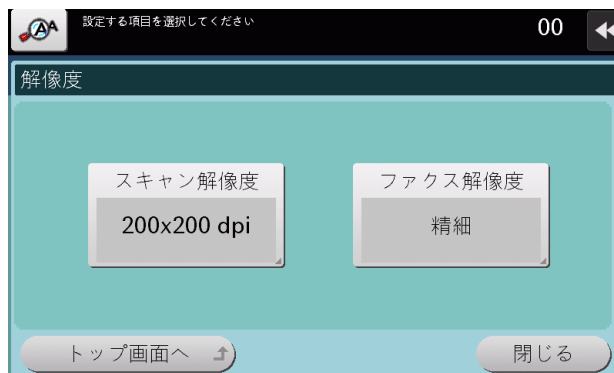 設定する項目を選択してください
00
解像度
スキャン解像度
200x200 dpi
ファクス解像度
精細
トップ画面へ
閉じる